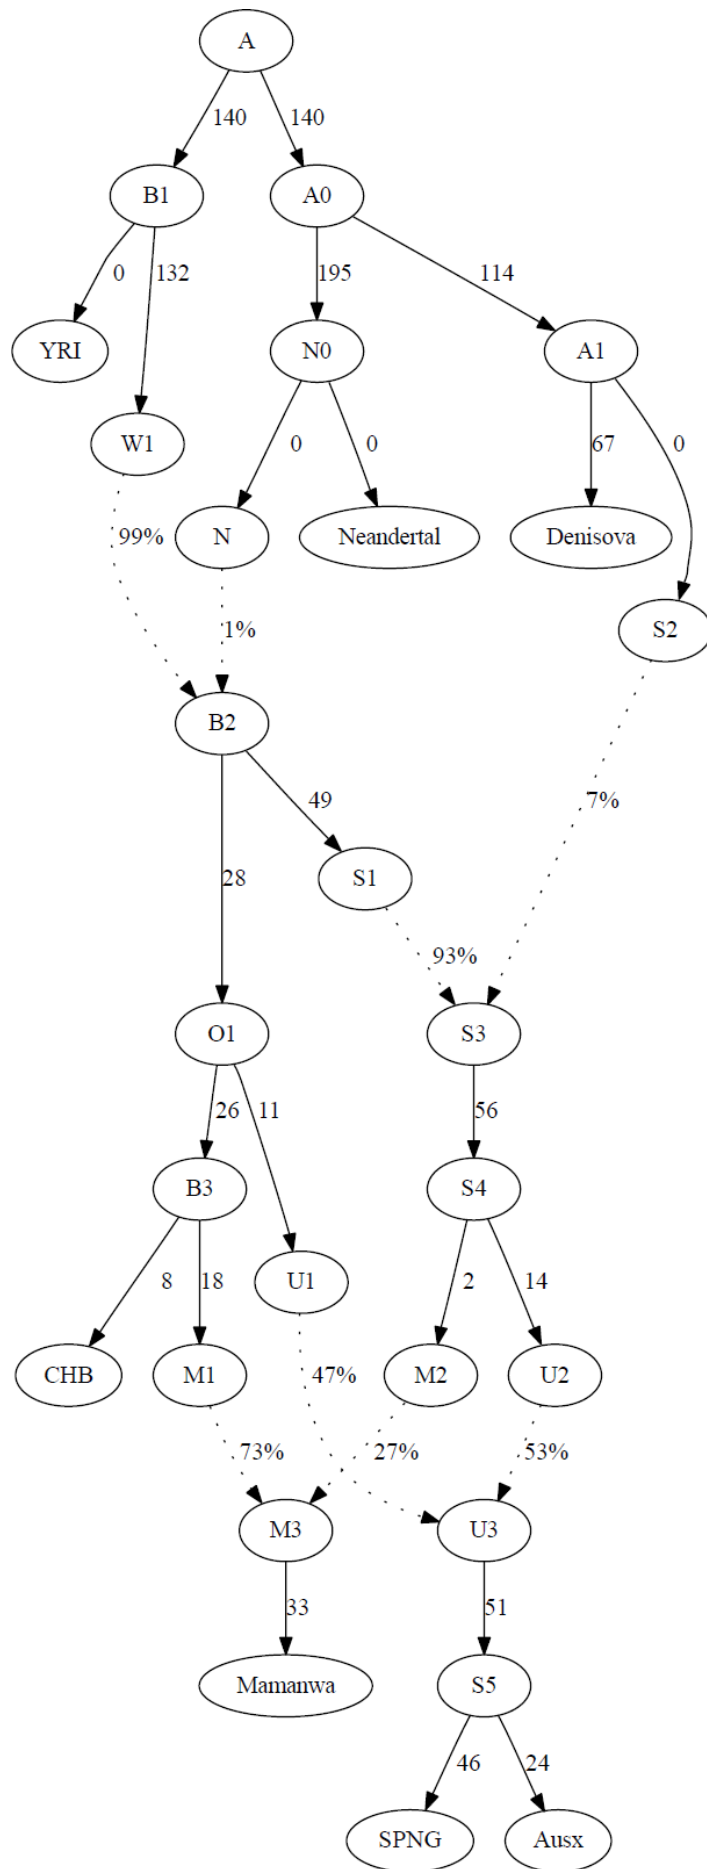 A
140 140
B1 A0
0 132 195 114
YRI N0 A1
W1 0 0 67 0
99% N Neandertal Denisova
1% S2
B2
49 7%
28 S1
93%
O1 S3
26 11 56
B3 S4
8 18 U1 2 14
CHB M1 47% M2 U2
73% 27% 53%
M3 U3
33 51
Mamanwa S5
46 24
SPNG Ausx